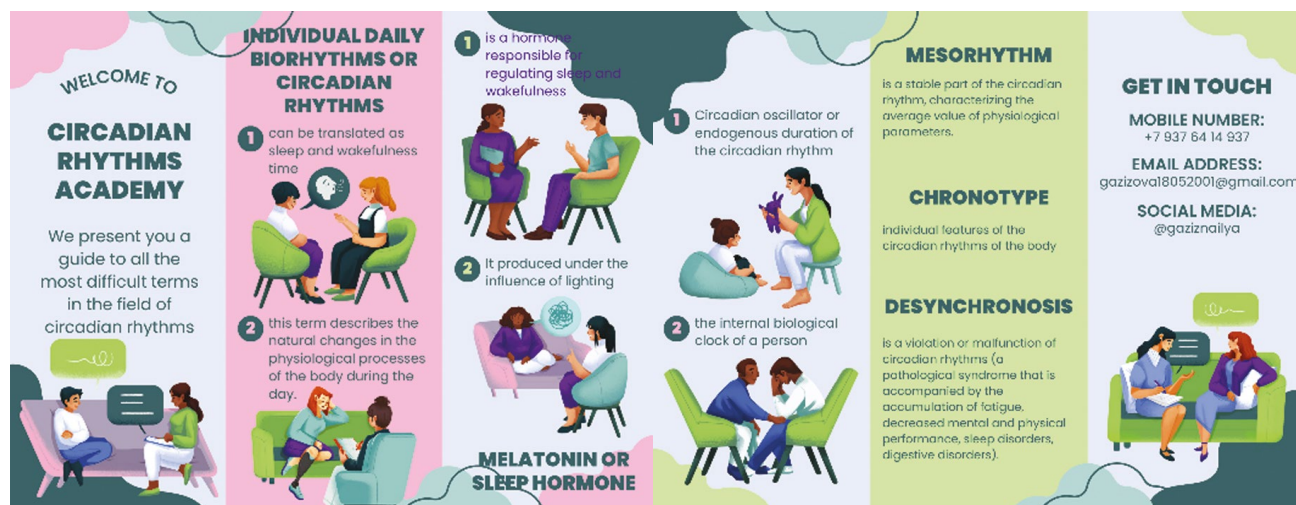 WELCOME TO
CIRCADIAN
RHYTHMS
ACADEMY
We present you a
guide to all the
most difficult terms
in the field of
circadian rhythms
INDIVIDUAL DAILY
BIORHYTHMS OR
CIRCADIAN
RHYTHMS
1
can be translated as
sleep and wakefulness
time
2
this term describes the
natural changes in the
physiological processes
of the body during the
day.
1
is a hormone
responsible for
regulating sleep and
wakefulness
2
It produced under the
influence of lighting
MELATONIN OR
SLEEP HORMONE
1
Circadian oscillator or
endogenous duration of
the circadian rhythm
2
the internal biological
clock of a person
MESORHYTHM
is a stable part of the circadian
rhythm, characterizing the
average value of physiological
parameters.
CHRONOTYPE
individual features of the
circadian rhythms of the body
DESYNCHRONOSIS
is a violation or malfunction of
circadian rhythms (a
pathological syndrome that is
accompanied by the
accumulation of fatigue,
decreased mental and physical
performance, sleep disorders,
digestive disorders).
GET IN TOUCH
MOBILE NUMBER:
+7 937 64 14 937
EMAIL ADDRESS:
gazizova18052001@gmail.com
SOCIAL MEDIA:
@gaziznailya